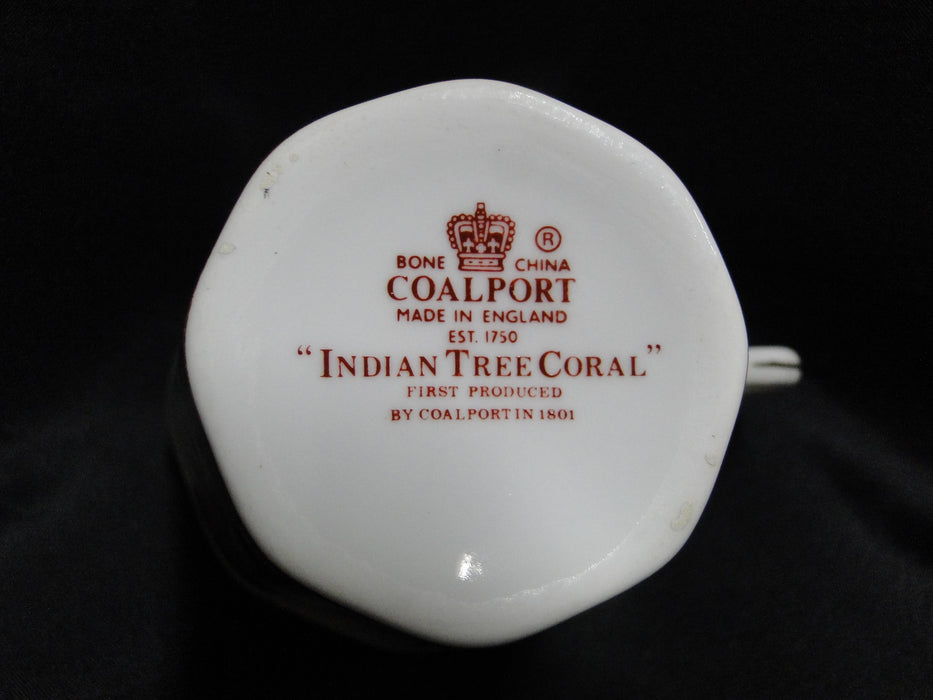 ®
BONE CHINA
COALPORT
MADE IN ENGLAND
EST. 1750
“INDIAN TREE CORAL”
FIRST PRODUCED
BY COALPORT IN 1801